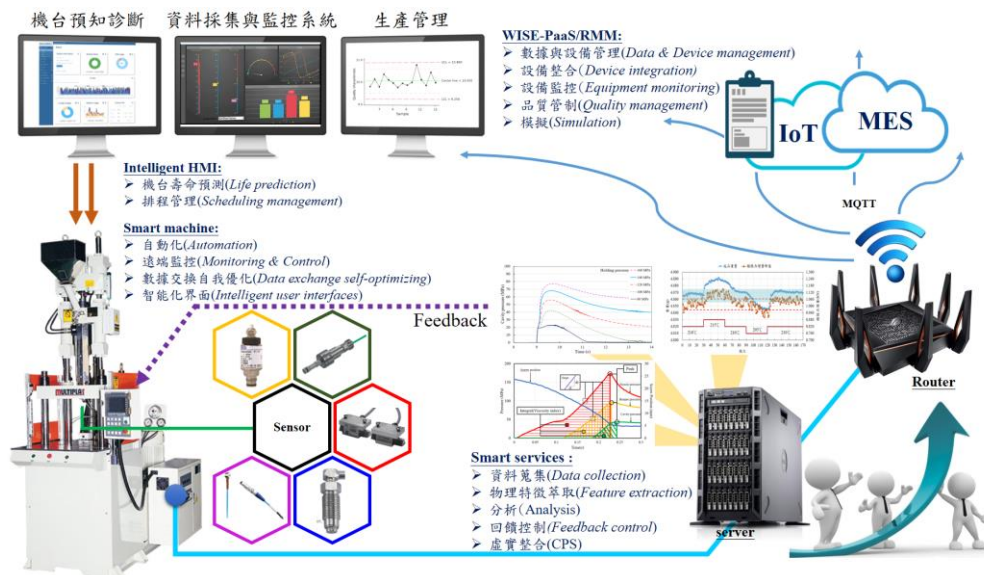 機台預知診斷
資料採集與監控系統
生產管理
WISE-PaaS/RMM:
數據與設備管理(Data & Device management)
設備整合(Device integration)
設備監控(Equipment monitoring)
品質管制(Quality management)
模擬(Simulation)
IoT
MES
MQTT
Intelligent HMI:
機台壽命預測(Life prediction)
排程管理(Scheduling management)
Smart machine:
自動化(Automation)
遠端監控(Monitoring & Control)
數據交換自我優化(Data exchange self-optimizing)
智能化界面(Intelligent user interfaces)
Feedback
Sensor
Holding pressure
Time (s)
Router
Smart services :
資料蒐集(Data collection)
物理特徵萃取(Feature extraction)
分析(Analysis)
回饋控制(Feedback control)
虛實整合(CPS)
server